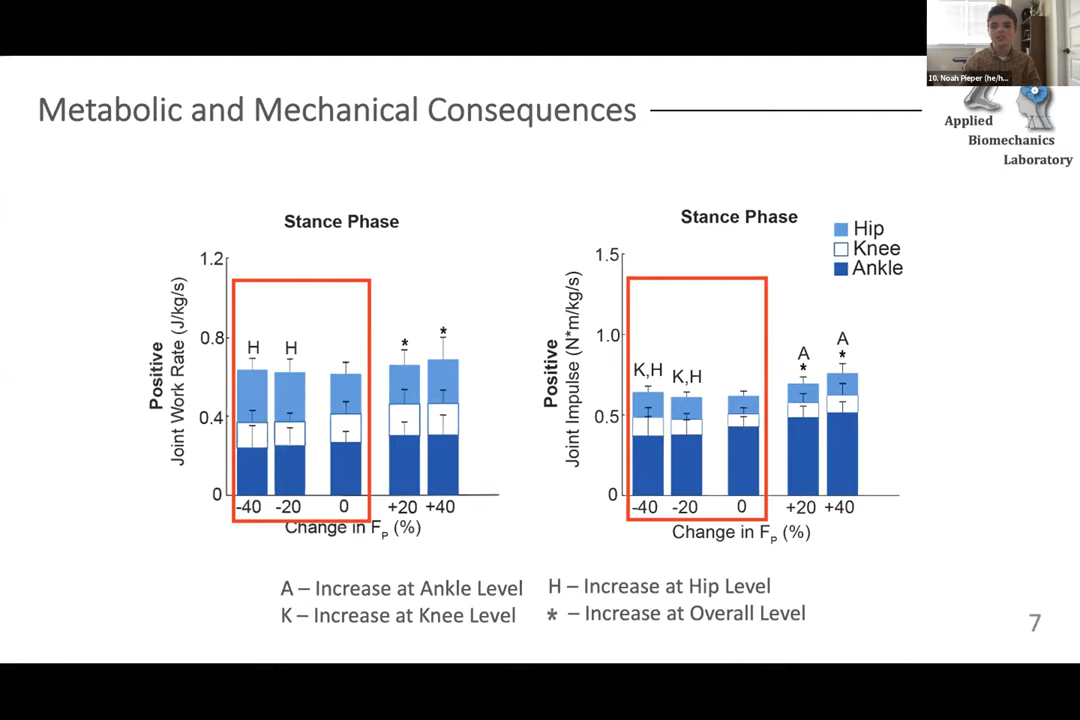 10. Noah Pieper (he/h...
Metabolic and Mechanical Consequences
Applied
Biomechanics
Laboratory
Stance Phase
Positive
Joint Work Rate (J/kg/s)
1.2
0.8
0.4
0
H
H
*
*
-40
-20
0
+20
+40
Change in FP (%)
Stance Phase
Hip
Knee
Ankle
Positive
Joint Impulse (N*m/kg/s)
1.5
1.0
0.5
0
K,H
K,H
A
*
A
*
-40
-20
0
+20
+40
Change in FP (%)
A – Increase at Ankle Level
H – Increase at Hip Level
K – Increase at Knee Level
* – Increase at Overall Level
7